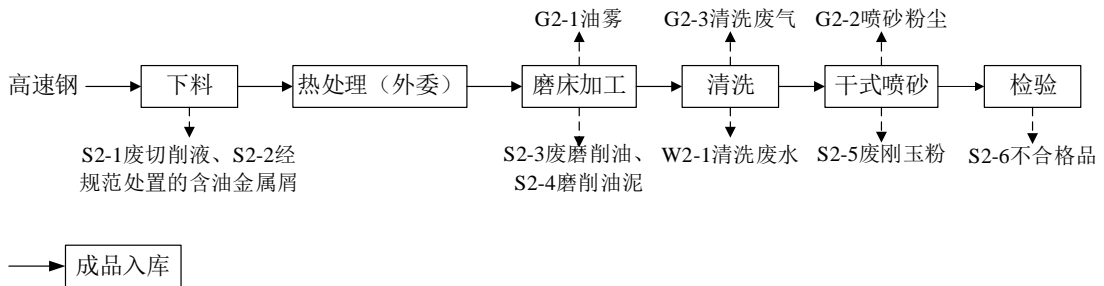 G2-1油雾
G2-3清洗废气
G2-2喷砂粉尘
高速钢
下料
热处理（外委）
磨床加工
清洗
干式喷砂
检验
S2-1废切削液、S2-2经
规范处置的含油金属屑
S2-3废磨削油、
S2-4磨削油泥
W2-1清洗废水
S2-5废刚玉粉
S2-6不合格品
成品入库